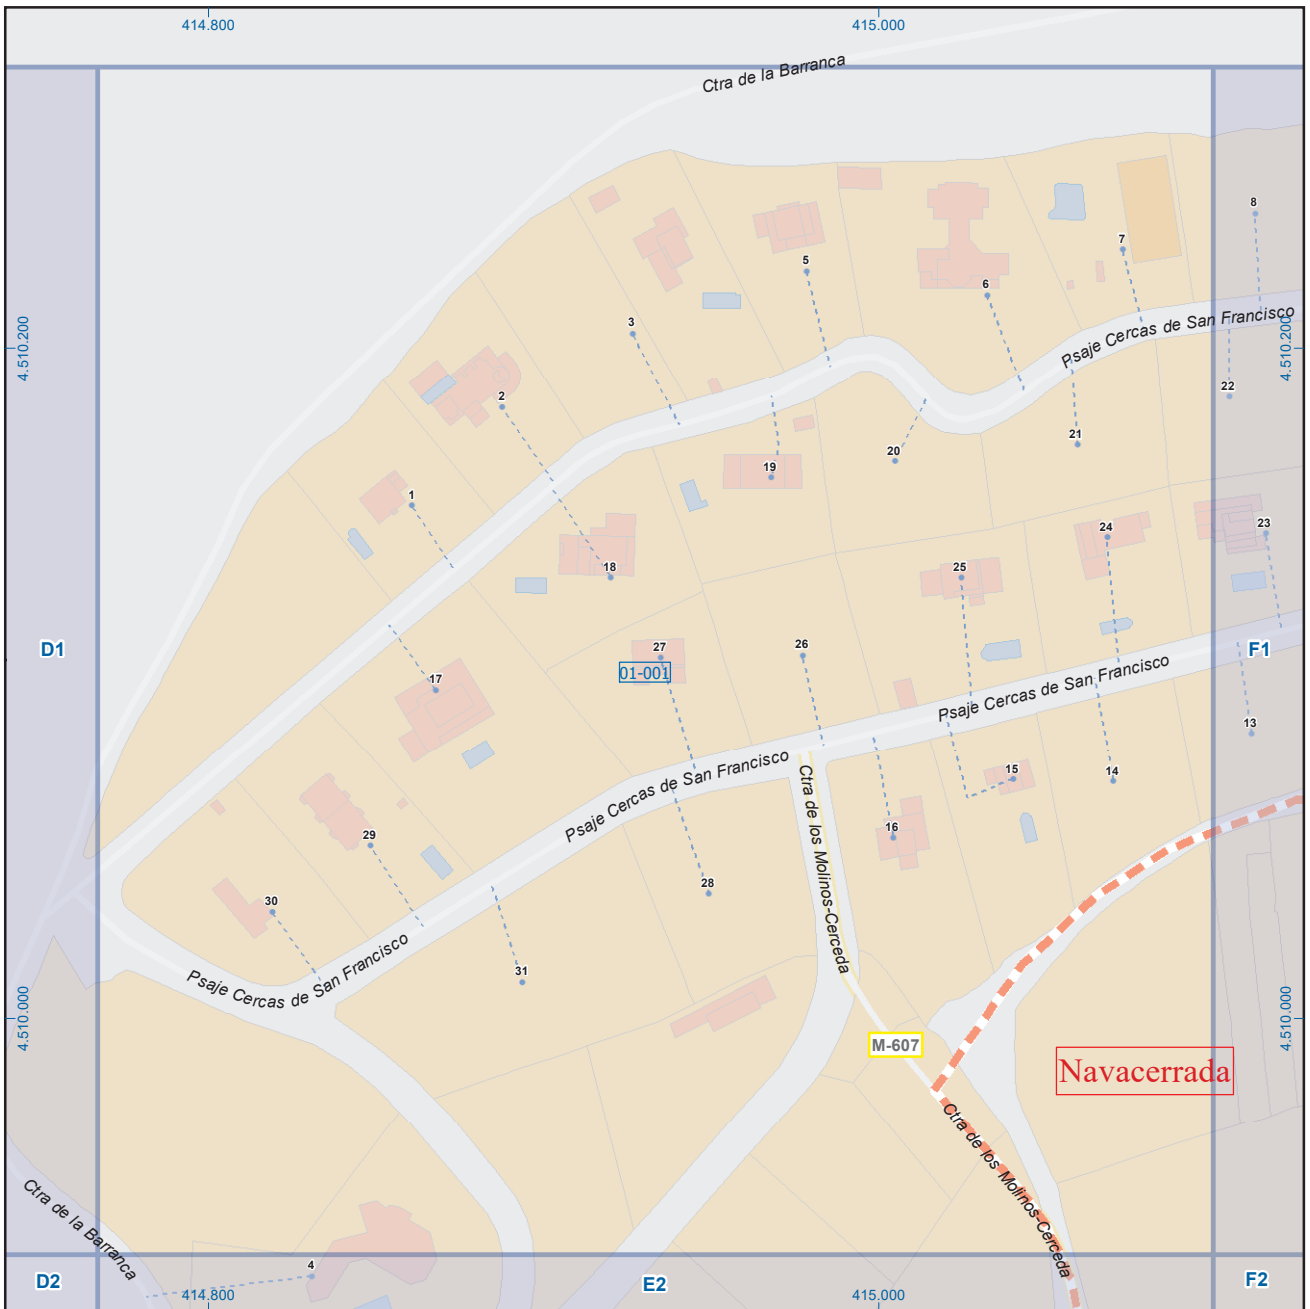 414.800
415.000
Ctra de la Barranca
8
7
5
6
3
Psaje Cercas de San Francisco
4.510.200
4.510.200
22
2
21
20
19
1
23
24
18
25
D1
27
26
F1
01-001
Psaje Cercas de San Francisco
17
13
Psaje Cercas de San Francisco
15
14
Ctra de los Molinos-Cerceda
16
29
28
30
Psaje Cercas de San Francisco
31
4.510.000
4.510.000
M-607
Navacerrada
Ctra de los Molinos-Cerceda
Ctra de la Barranca
4
D2
E2
F2
414.800
415.000